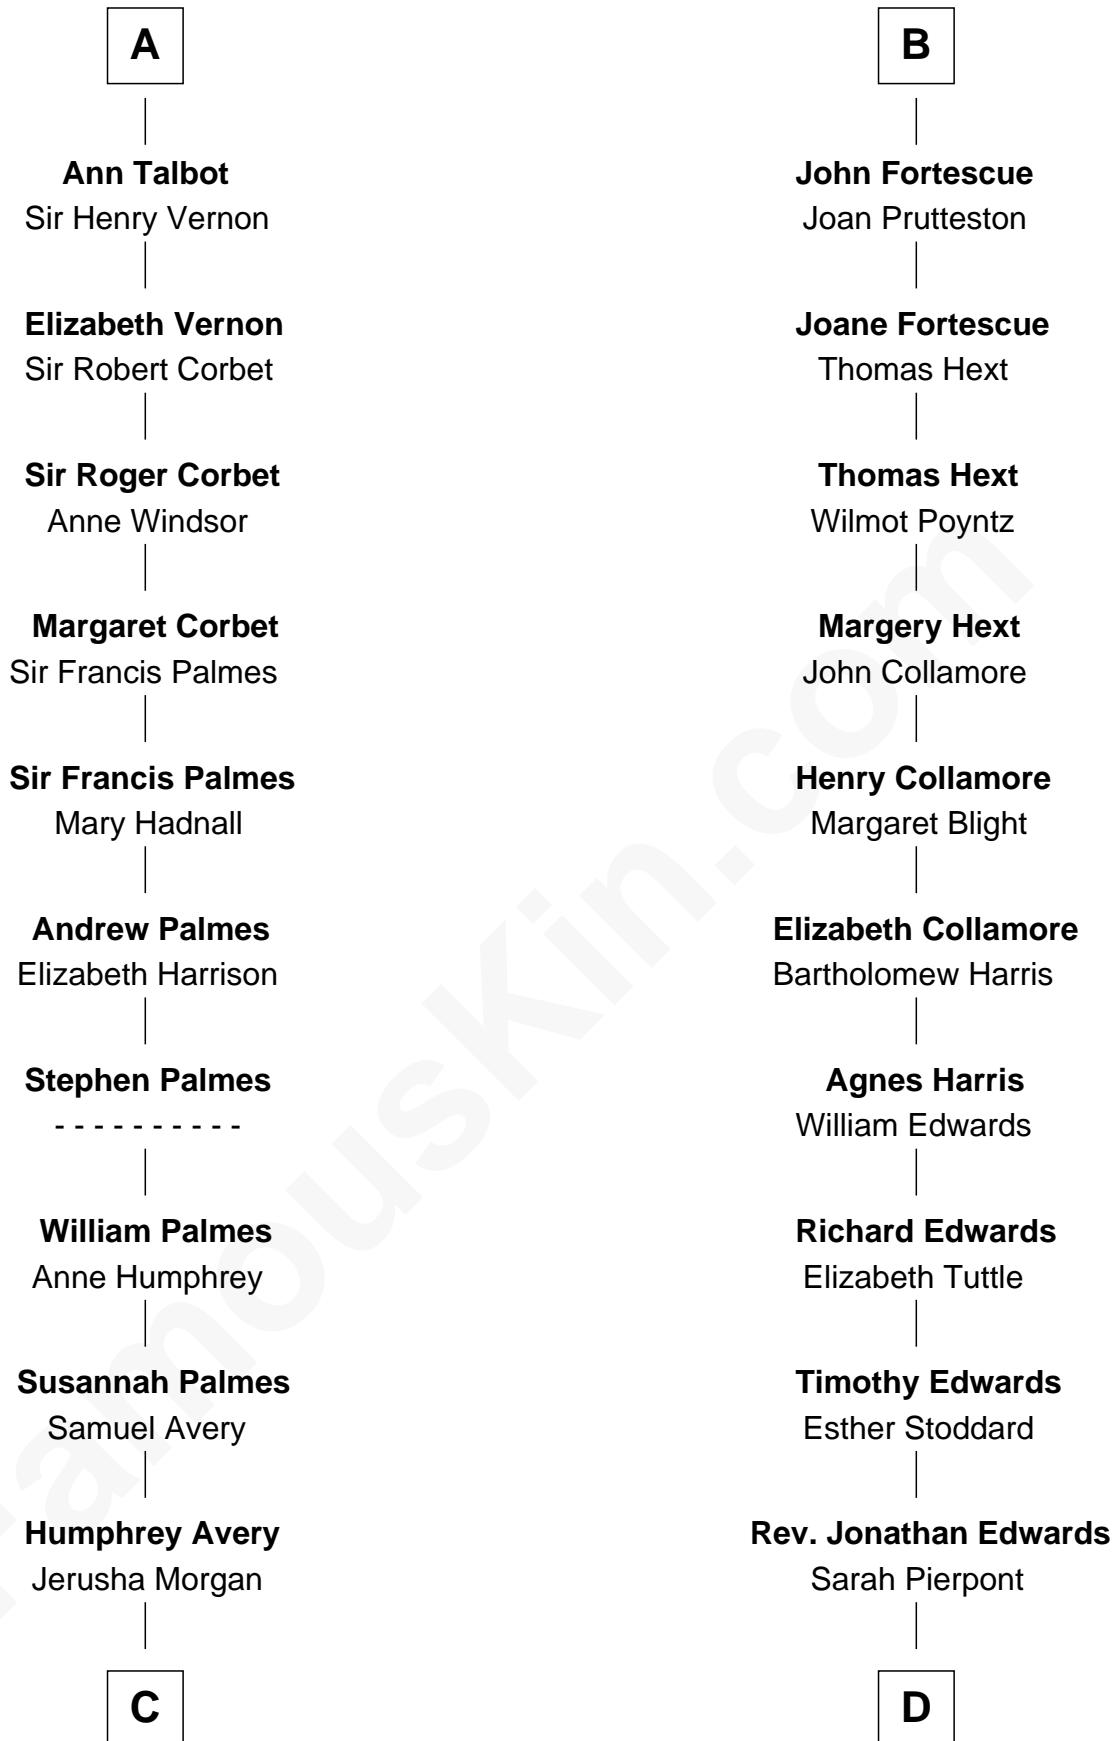 A
Ann Talbot
Sir Henry Vernon
Elizabeth Vernon
Sir Robert Corbet
Sir Roger Corbet
Anne Windsor
Margaret Corbet
Sir Francis Palmes
Sir Francis Palmes
Mary Hadnall
Andrew Palmes
Elizabeth Harrison
Stephen Palmes
- - - - - - - - - -
William Palmes
Anne Humphrey
Susannah Palmes
Samuel Avery
Humphrey Avery
Jerusha Morgan
C
B
John Fortescue
Joan Prutteston
Joane Fortescue
Thomas Hext
Thomas Hext
Wilmot Poyntz
Margery Hext
John Collamore
Henry Collamore
Margaret Blight
Elizabeth Collamore
Bartholomew Harris
Agnes Harris
William Edwards
Richard Edwards
Elizabeth Tuttle
Timothy Edwards
Esther Stoddard
Rev. Jonathan Edwards
Sarah Pierpont
D
FamousKin.com